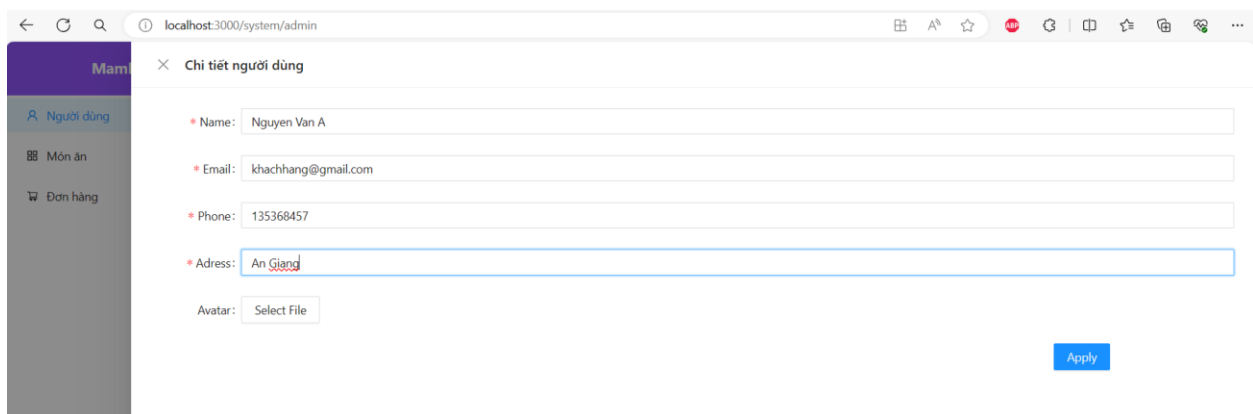 localhost:3000/system/admin
Chi tiết người dùng
Người dùng
* Name: Nguyen Van A
Món ăn
* Email: khachhang@gmail.com
Đơn hàng
* Phone: 135368457
* Adress: An Giang
Avatar: Select File
Apply